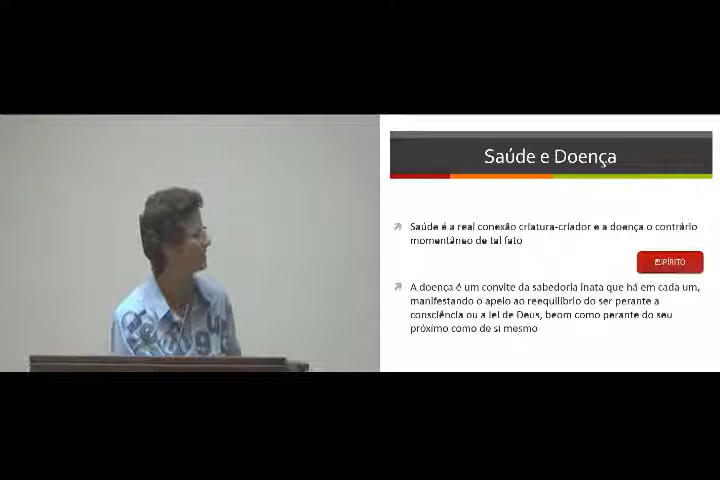 Saúde e Doença
Saúde é a real conexão criatura-criador e a doença o contrário
momentâneo de tal fato
ESPÍRITO
A doença é um convite da sabedoria inata que há em cada um,
manifestando o apelo ao reequilíbrio do ser perante a
consciência ou a lei de Deus, beom como perante do seu
próximo como de si mesmo